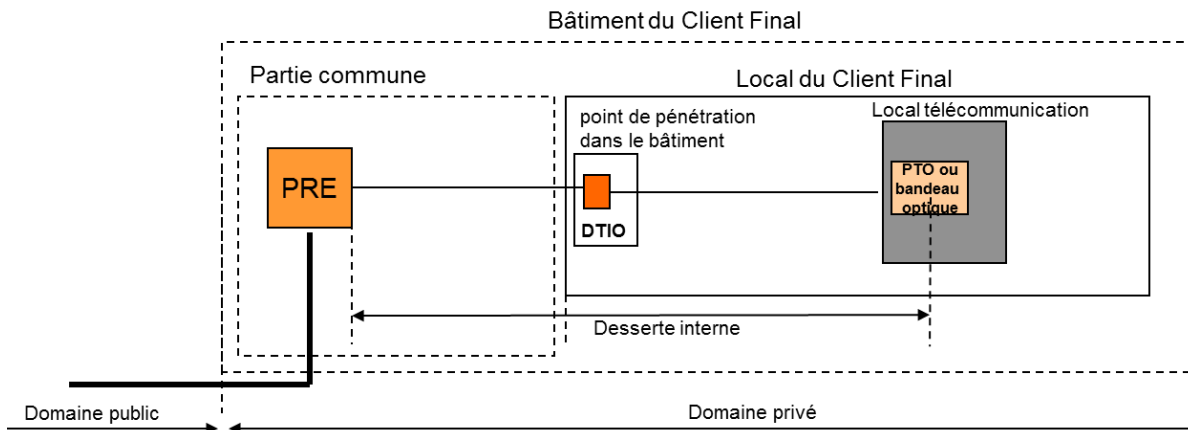 Bâtiment du Client Final
Partie commune
Local du Client Final
point de pénétration
dans le bâtiment
Local télécommunication
PRE
PTO ou
bandeau
optique
DTIO
Desserte interne
Domaine public
Domaine privé